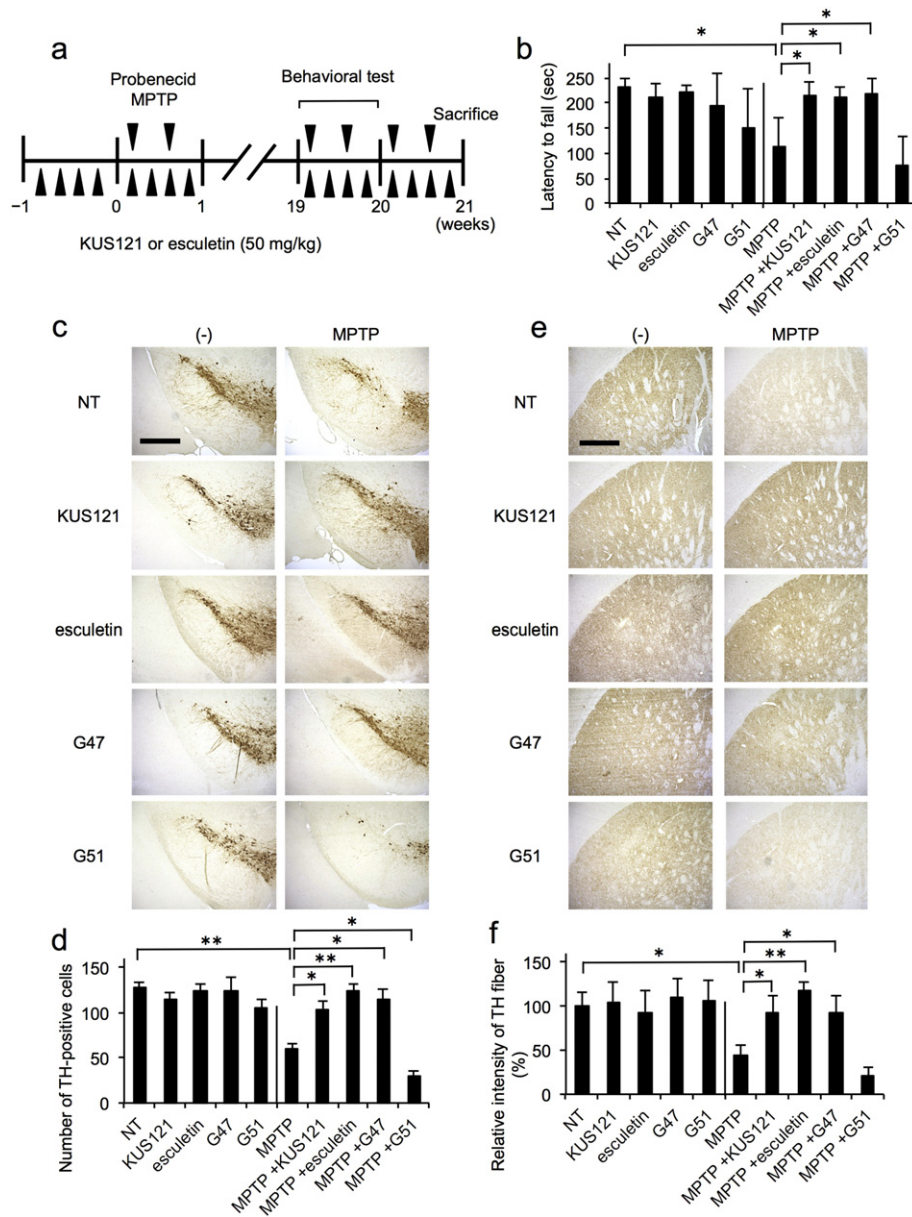 a
Probenecid
MPTP
Behavioral test
Sacrifice
−1
0
1
19
20
21
(weeks)
KUS121 or esculetin (50 mg/kg)
b
Latency to fall (sec)
250
200
150
100
50
0
*
*
*
*
NT
KUS121
esculetin
G47
G51
MPTP
MPTP +KUS121
MPTP +esculetin
MPTP +G47
MPTP +G51
c
(-)
MPTP
NT
KUS121
esculetin
G47
G51
e
(-)
MPTP
NT
KUS121
esculetin
G47
G51
d
Number of TH-positive cells
150
100
50
0
**
*
*
**
*
NT
KUS121
esculetin
G47
G51
MPTP
MPTP +KUS121
MPTP +esculetin
MPTP +G47
MPTP +G51
f
Relative intensity of TH fiber
(%)
150
100
50
0
*
*
**
*
NT
KUS121
esculetin
G47
G51
MPTP
MPTP +KUS121
MPTP +esculetin
MPTP +G47
MPTP +G51